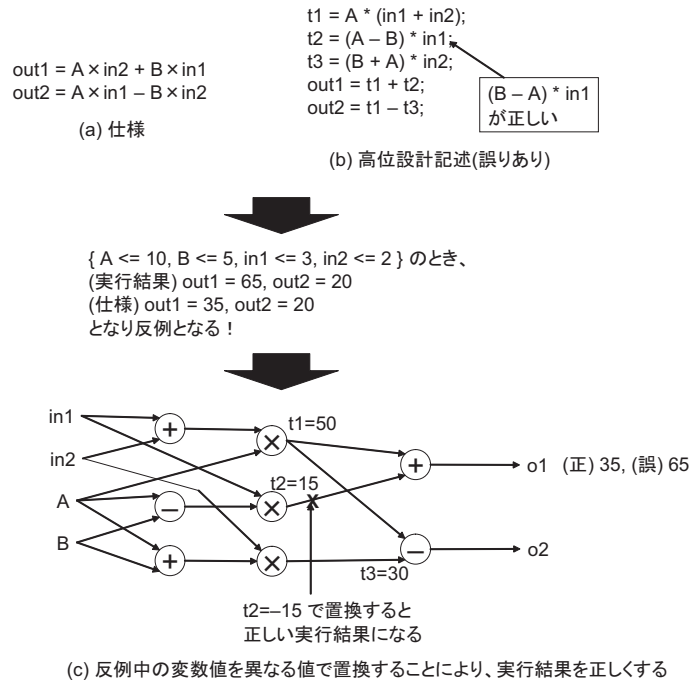 out1 = A×in2 + B×in1
out2 = A×in1 – B×in2
(a) 仕様
t1 = A * (in1 + in2);
t2 = (A – B) * in1;
t3 = (B + A) * in2;
out1 = t1 + t2;
out2 = t1 - t3;
(B – A) * in1
が正しい
(b) 高位設計記述(誤りあり)
{ A <= 10, B <= 5, in1 <= 3, in2 <= 2 } のとき、
(実行結果) out1 = 65, out2 = 20
(仕様) out1 = 35, out2 = 20
となり反例となる！
in1
in2
A
B
+
−
+
×
×
×
t1=50
t2=15
x
t3=30
+
−
o1 (正) 35, (誤) 65
o2
t2=–15 で置換すると
正しい実行結果になる
(c) 反例中の変数値を異なる値で置換することにより、実行結果を正しくする